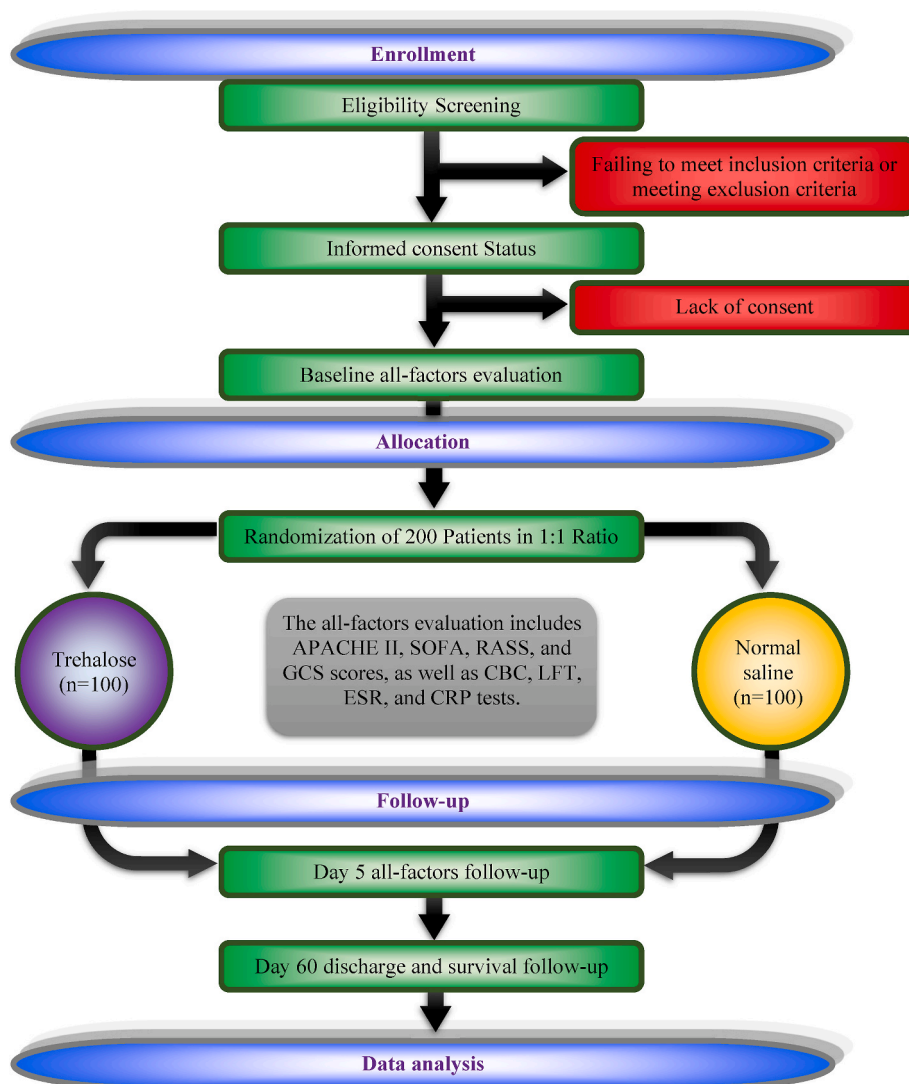 Enrollment
Eligibility Screening
Failing to meet inclusion criteria or
meeting exclusion criteria
Informed consent Status
Lack of consent
Baseline all-factors evaluation
Allocation
Randomization of 200 Patients in 1:1 Ratio
Trehalose
(n=100)
The all-factors evaluation includes
APACHE II, SOFA, RASS, and
GCS scores, as well as CBC, LFT,
ESR, and CRP tests.
Normal
saline
(n=100)
Follow-up
Day 5 all-factors follow-up
Day 60 discharge and survival follow-up
Data analysis